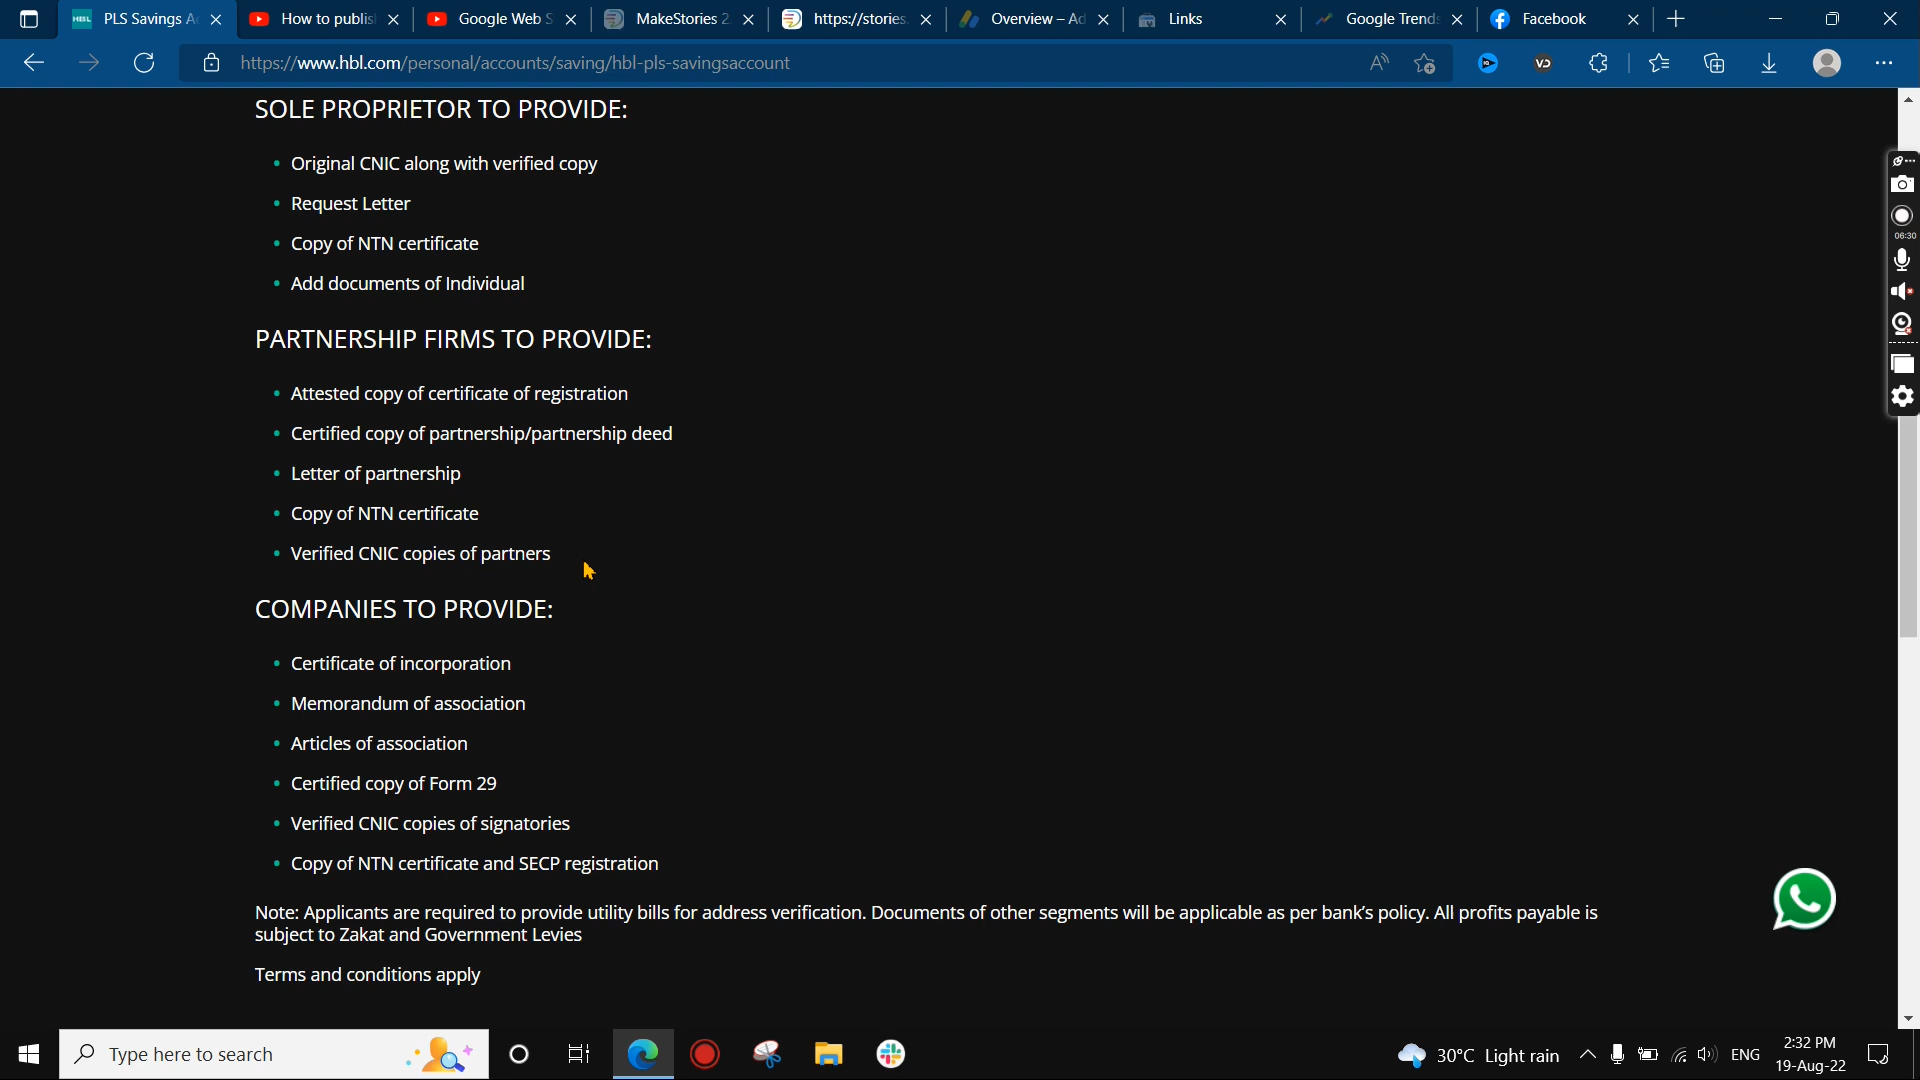 PLS Savings A
How to publis
Google Web S
MakeStories 2
https://stories.
Overview – Ad
Links
Google Trends
Facebook
https://www.hbl.com/personal/accounts/saving/hbl-pls-savingsaccount
SOLE PROPRIETOR TO PROVIDE:
Original CNIC along with verified copy
Request Letter
Copy of NTN certificate
Add documents of Individual
PARTNERSHIP FIRMS TO PROVIDE:
Attested copy of certificate of registration
Certified copy of partnership/partnership deed
Letter of partnership
Copy of NTN certificate
Verified CNIC copies of partners
COMPANIES TO PROVIDE:
Certificate of incorporation
Memorandum of association
Articles of association
Certified copy of Form 29
Verified CNIC copies of signatories
Copy of NTN certificate and SECP registration
Note: Applicants are required to provide utility bills for address verification. Documents of other segments will be applicable as per bank’s policy. All profits payable is
subject to Zakat and Government Levies
Terms and conditions apply
06:30
Type here to search
30°C Light rain
ENG
2:32 PM
19-Aug-22